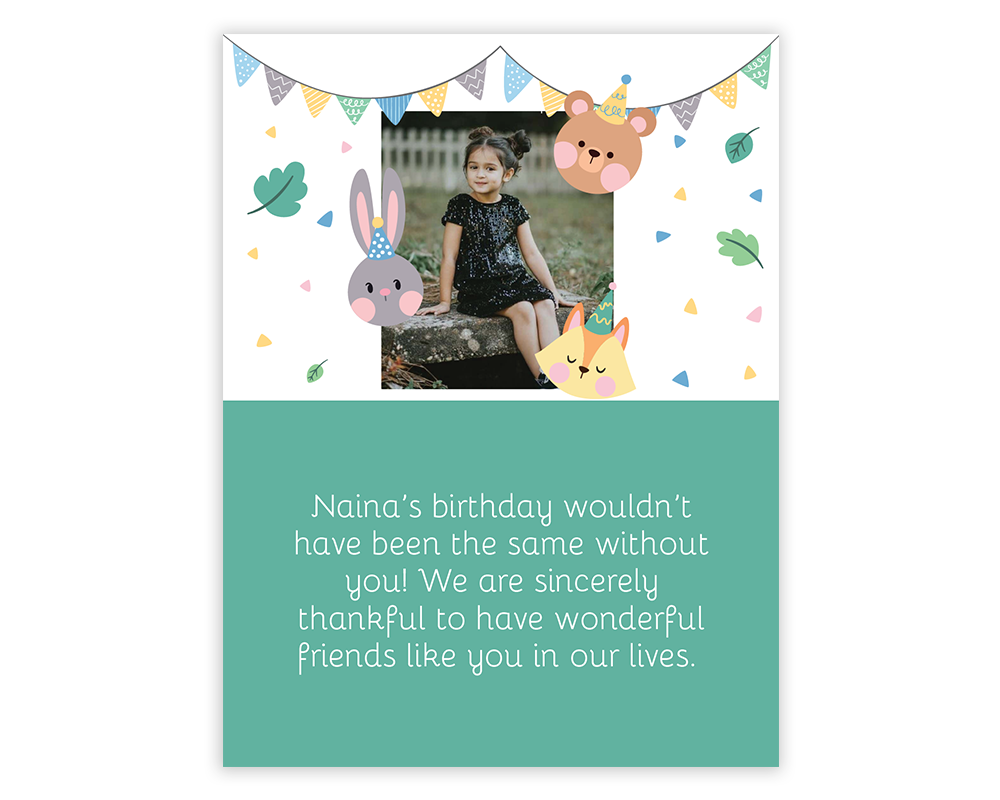 Naina’s birthday wouldn’t
have been the same without
you! We are sincerely
thankful to have wonderful
friends like you in our lives.